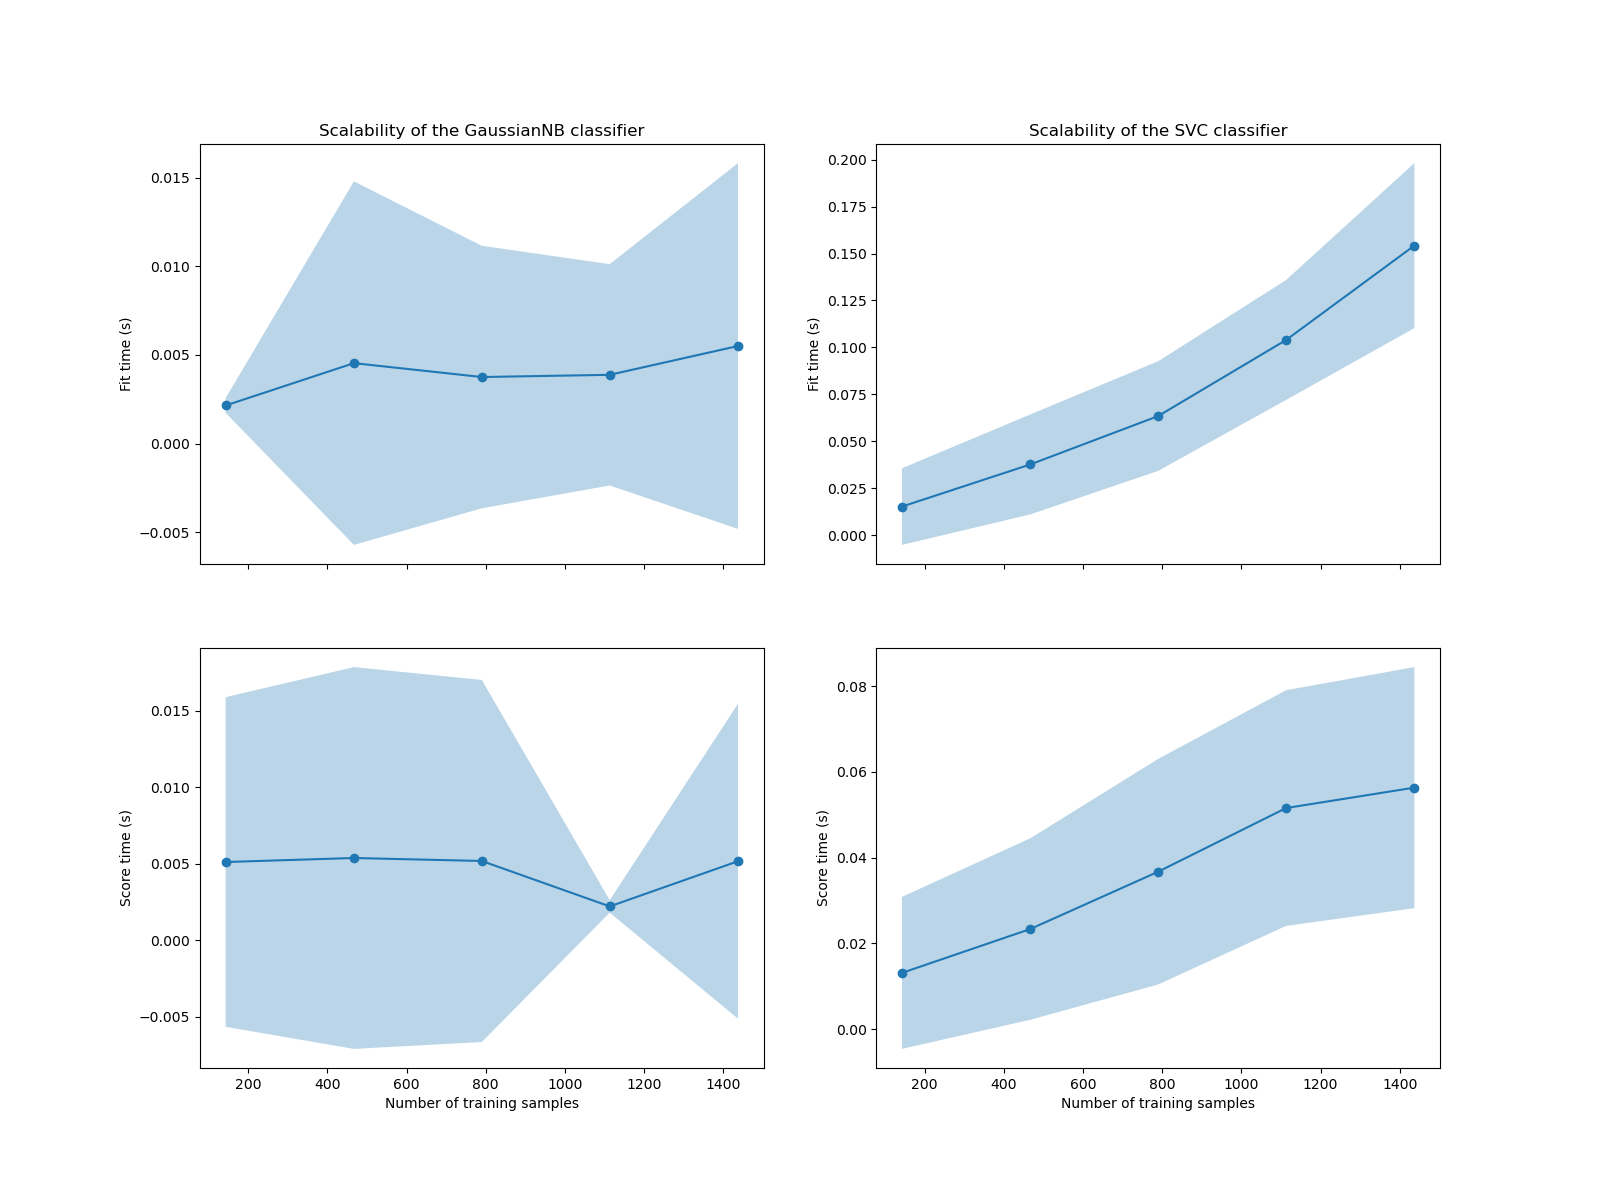 Scalability of the GaussianNB classifier
0.015
0.010
0.005
0.000
−0.005
Fit time (s)
Scalability of the SVC classifier
0.200
0.175
0.150
0.125
0.100
0.075
0.050
0.025
0.000
Fit time (s)
0.015
0.010
0.005
0.000
−0.005
Score time (s)
200 400 600 800 1000 1200 1400
Number of training samples
0.08
0.06
0.04
0.02
0.00
Score time (s)
200 400 600 800 1000 1200 1400
Number of training samples